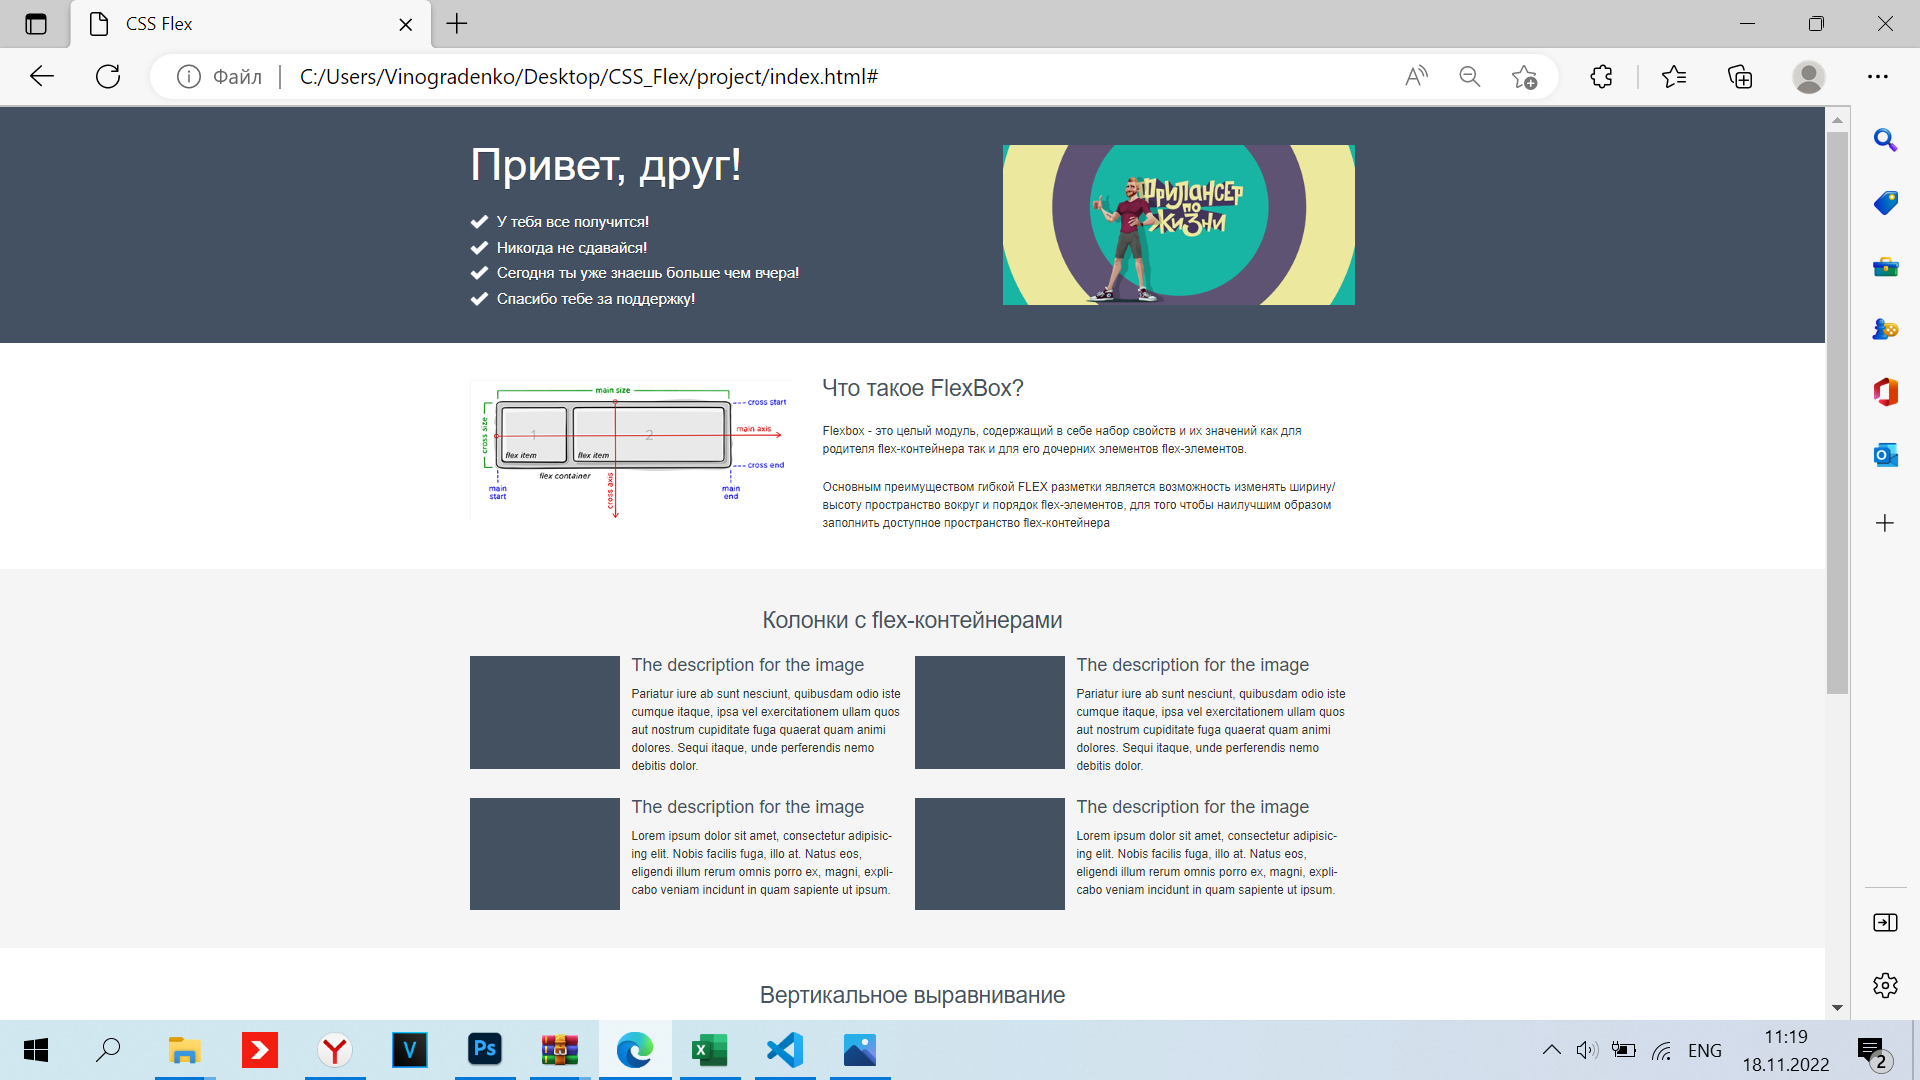 CSS Flex
Файл
C:/Users/Vinogradenko/Desktop/CSS_Flex/project/index.html#
Привет, друг!
У тебя все получится!
Никогда не сдавайся!
Сегодня ты уже знаешь больше чем вчера!
Спасибо тебе за поддержку!
ФРИЛАНСЕР
ПО
ЖИЗНИ
main size
cross start
cross size
1
2
main axis
flex item
flex item
cross end
flex container
main
start
cross axis
main
end
Что такое FlexBox?
Flexbox - это целый модуль, содержащий в себе набор свойств и их значений как для
родителя flex-контейнера так и для его дочерних элементов flex-элементов.
Основным преимуществом гибкой FLEX разметки является возможность изменять ширину/
высоту пространство вокруг и порядок flex-элементов, для того чтобы наилучшим образом
заполнить доступное пространство flex-контейнера
Колонки с flex-контейнерами
The description for the image
Pariatur iure ab sunt nesciunt, quibusdam odio iste
cumque itaque, ipsa vel exercitationem ullam quos
aut nostrum cupiditate fuga quaerat quam animi
dolores. Sequi itaque, unde perferendis nemo
debitis dolor.
The description for the image
Pariatur iure ab sunt nesciunt, quibusdam odio iste
cumque itaque, ipsa vel exercitationem ullam quos
aut nostrum cupiditate fuga quaerat quam animi
dolores. Sequi itaque, unde perferendis nemo
debitis dolor.
The description for the image
Lorem ipsum dolor sit amet, consectetur adipisic-
ing elit. Nobis facilis fuga, illo at. Natus eos,
eligendi illum rerum omnis porro ex, magni, expli-
cabo veniam incidunt in quam sapiente ut ipsum.
The description for the image
Lorem ipsum dolor sit amet, consectetur adipisic-
ing elit. Nobis facilis fuga, illo at. Natus eos,
eligendi illum rerum omnis porro ex, magni, expli-
cabo veniam incidunt in quam sapiente ut ipsum.
Вертикальное выравнивание
V
Ps
ENG
11:19
18.11.2022
2